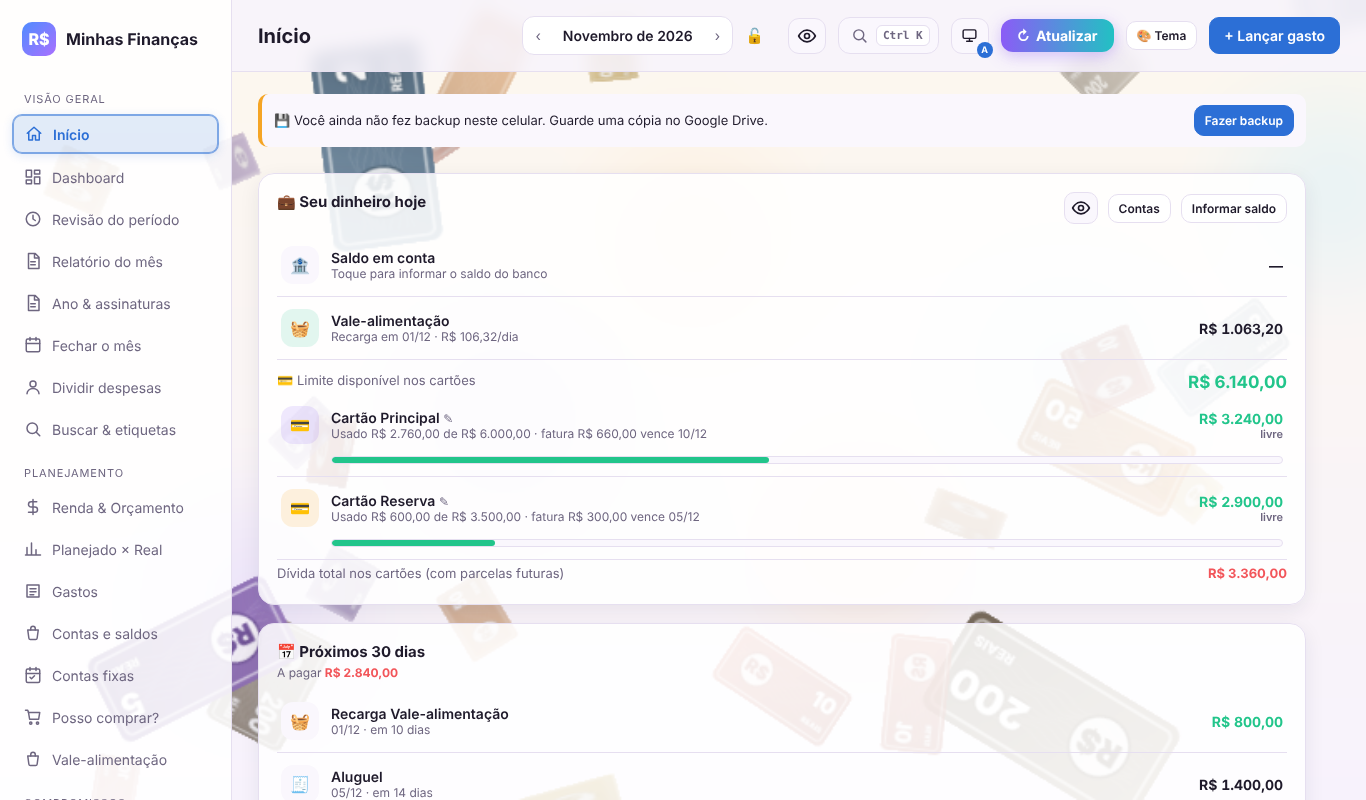 R$ Minhas Finanças
VISÃO GERAL
Início
Dashboard
Revisão do período
Relatório do mês
Ano & assinaturas
Fechar o mês
Dividir despesas
Buscar & etiquetas
PLANEJAMENTO
Renda & Orçamento
Planejado × Real
Gastos
Contas e saldos
Contas fixas
Posso comprar?
Vale-alimentação
Início
‹ Novembro de 2026 ›
Ctrl K
A
↻ Atualizar
🎨 Tema
+ Lançar gasto
💾 Você ainda não fez backup neste celular. Guarde uma cópia no Google Drive.
Fazer backup
💼 Seu dinheiro hoje
Contas
Informar saldo
Saldo em conta
Toque para informar o saldo do banco
—
Vale-alimentação
Recarga em 01/12 · R$ 106,32/dia
R$ 1.063,20
💳 Limite disponível nos cartões
R$ 6.140,00
Cartão Principal ✎
Usado R$ 2.760,00 de R$ 6.000,00 · fatura R$ 660,00 vence 10/12
R$ 3.240,00
livre
Cartão Reserva ✎
Usado R$ 600,00 de R$ 3.500,00 · fatura R$ 300,00 vence 05/12
R$ 2.900,00
livre
Dívida total nos cartões (com parcelas futuras)
R$ 3.360,00
📅 Próximos 30 dias
A pagar R$ 2.840,00
Recarga Vale-alimentação
01/12 · em 10 dias
R$ 800,00
Aluguel
05/12 · em 14 dias
R$ 1.400,00